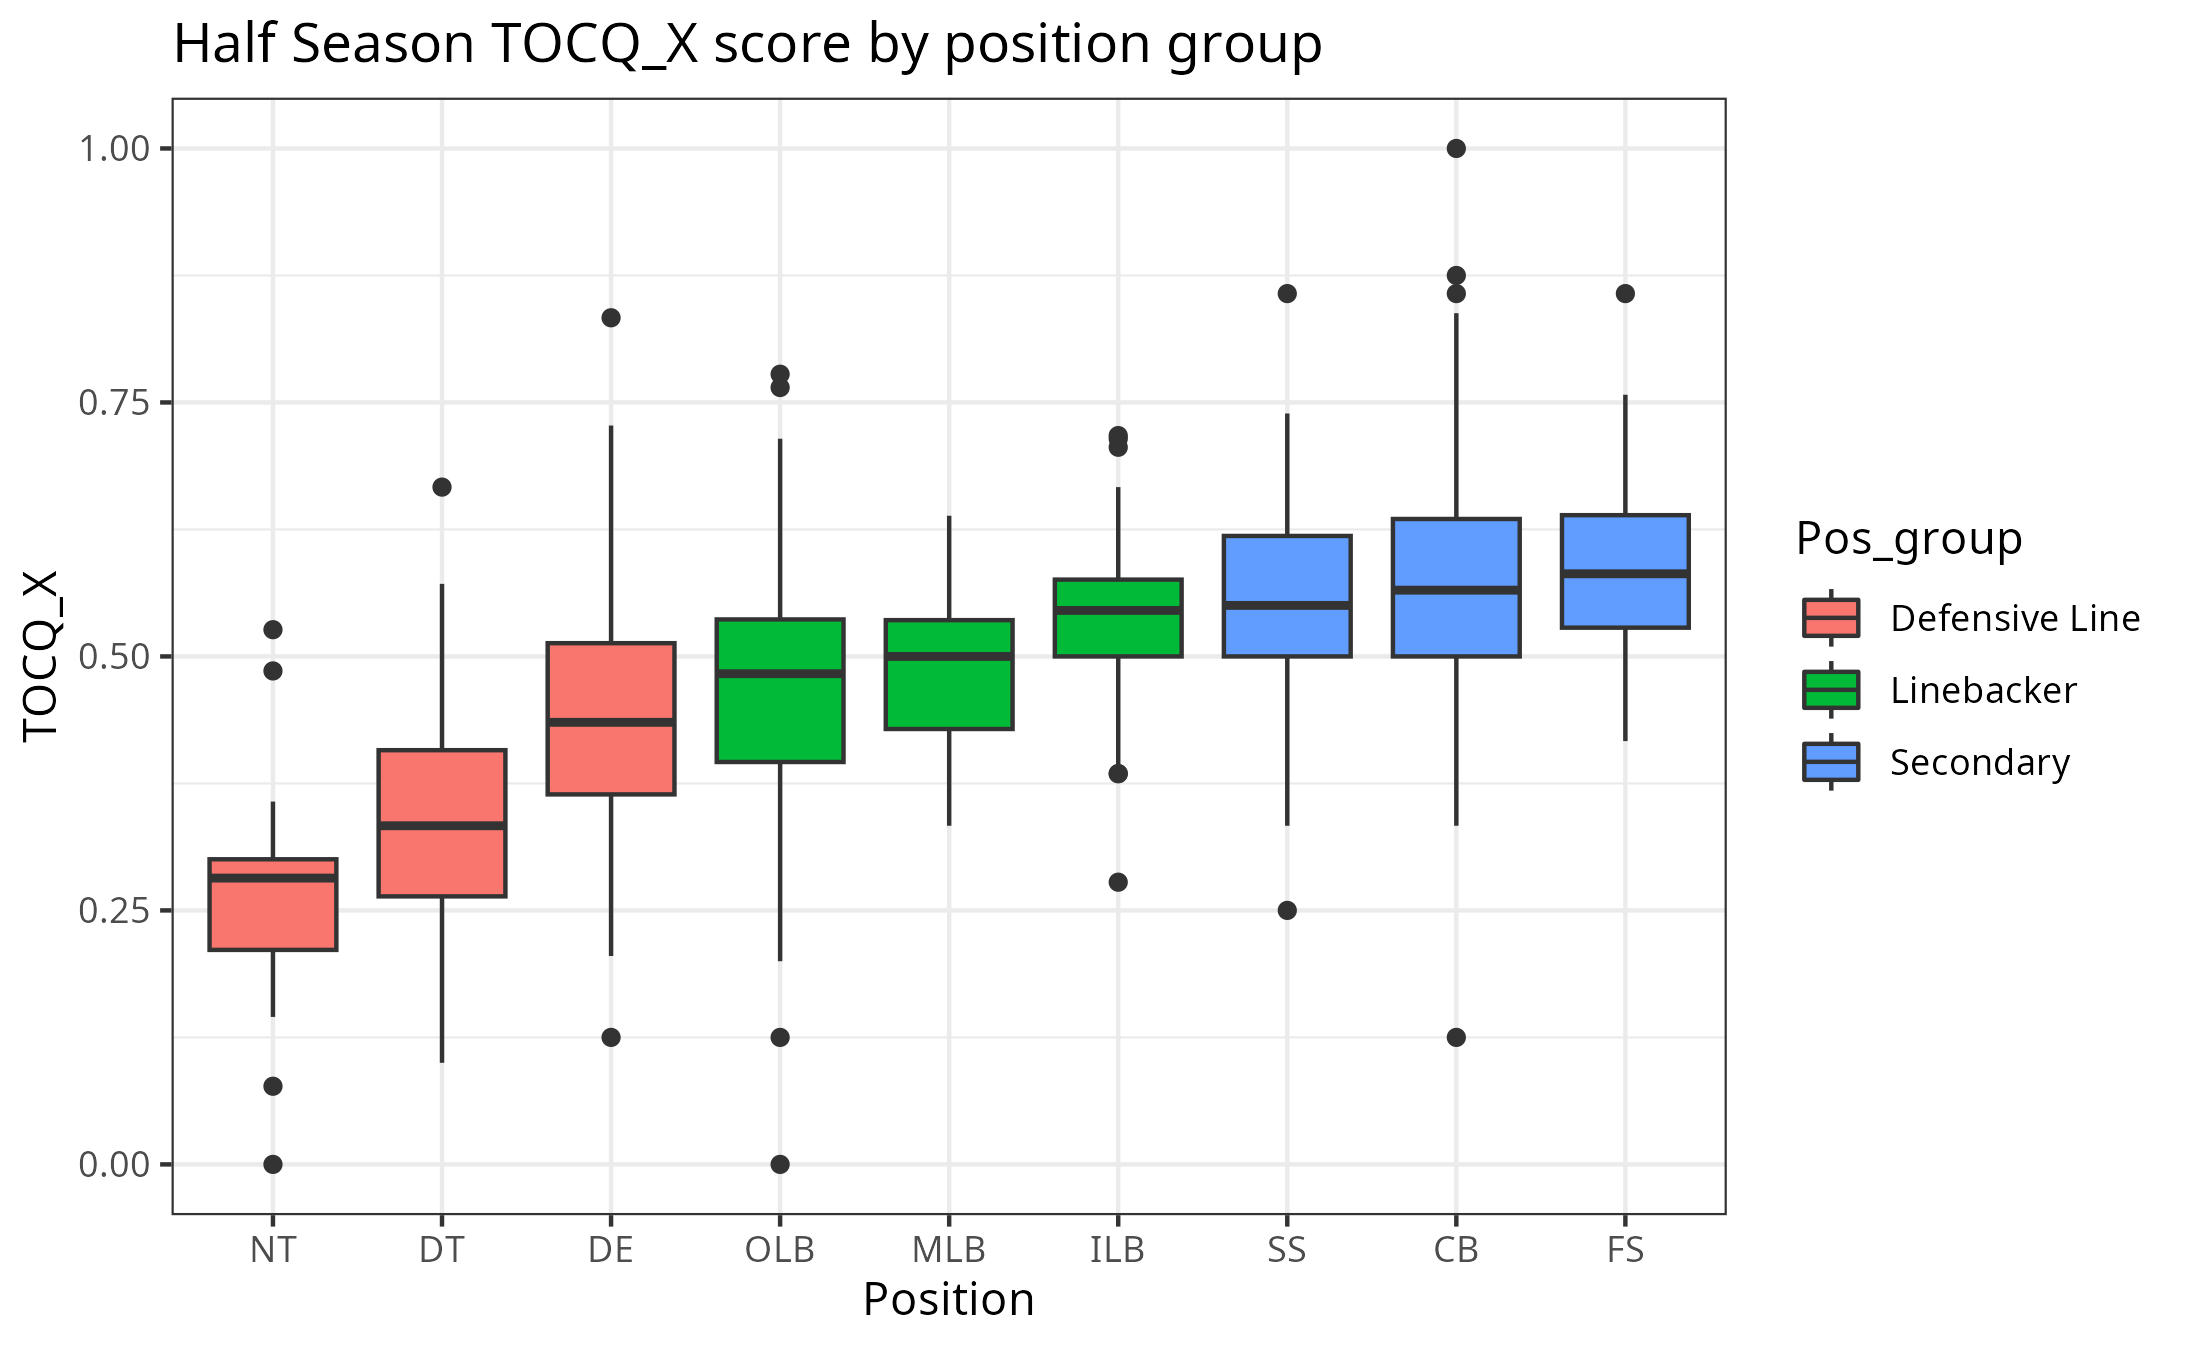 Half Season TOCQ_X score by position group
1.00
0.75
0.50
0.25
0.00
TOCQ_X
NT DT DE OLB MLB ILB SS CB FS
Position
Pos_group
Defensive Line
Linebacker
Secondary